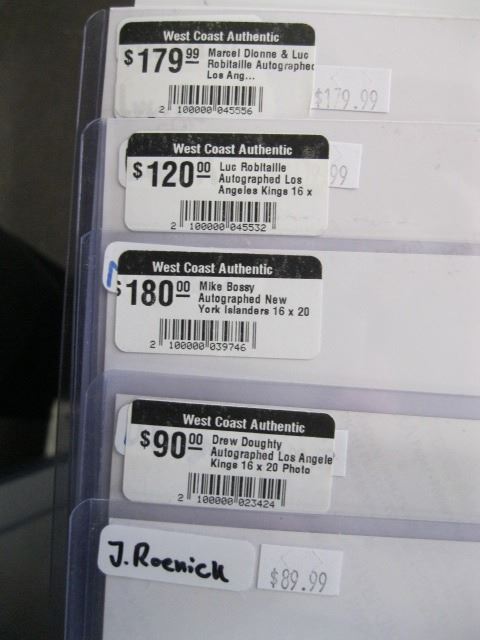 West Coast Authentic
$179 99 Marcel Dionne & Luc
Robitaille Autographed
Los Ang...
2 100000 045556
$179.99
West Coast Authentic
$120 00 Luc Robitaille
Autographed Los
Angeles Kings 16 x
2 100000 045532
99
West Coast Authentic
$180 00 Mike Bossy
Autographed New
York Islanders 16 x 20
2 100000 039746
West Coast Authentic
$90 00 Drew Doughty
Autographed Los Angele
Kings 16 x 20 Photo
2 100000 023424
J. Roenick
$89.99